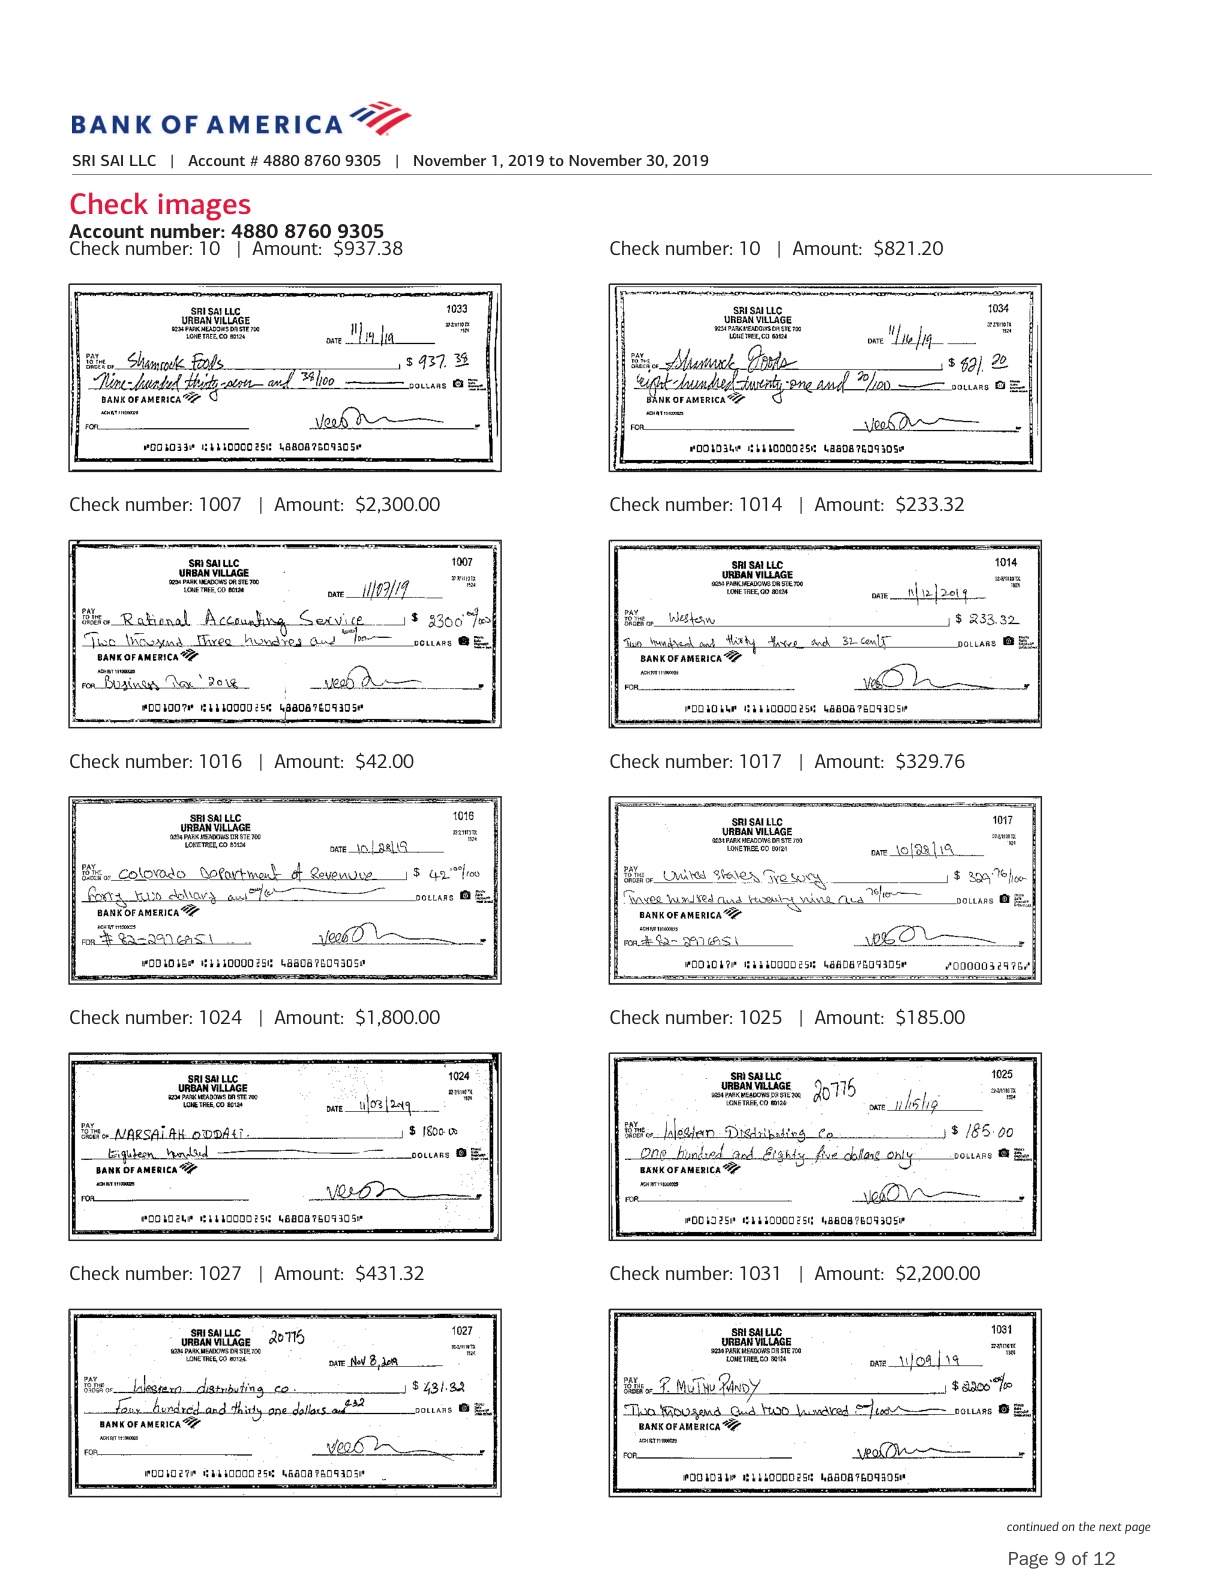 BANK OF AMERICA
SRI SAI LLC | Account # 4880 8760 9305 | November 1, 2019 to November 30, 2019
Check images
Account number: 4880 8760 9305
Check number: 10 | Amount: $937.38
Check number: 10 | Amount: $821.20
SRI SAI LLC 1033
URBAN VILLAGE
9234 PARK MEADOWS DR STE 700
LONE TREE, CO 80124
DATE 11/14/19
PAY TO THE ORDER OF Shamrock Foods $ 937.38
Nine-hundred thirty-seven and 38/100 DOLLARS
BANK OF AMERICA
ACH R/T 111000025
FOR
⑈001033⑈ ⑆111000025⑆ 488087609305⑈
SRI SAI LLC 1034
URBAN VILLAGE
9234 PARK MEADOWS DR STE 700
LONE TREE, CO 80124
DATE 11/16/19
PAY TO THE ORDER OF Shamrock Foods $ 821.20
eight-hundred-twenty-one and 20/100 DOLLARS
BANK OF AMERICA
ACH R/T 111000025
FOR
⑈001034⑈ ⑆111000025⑆ 488087609305⑈
Check number: 1007 | Amount: $2,300.00
Check number: 1014 | Amount: $233.32
SRI SAI LLC 1007
URBAN VILLAGE
9234 PARK MEADOWS DR STE 700
LONE TREE, CO 80124
DATE 11/07/19
PAY TO THE ORDER OF Rational Accounting Service $ 2300 00/100
Two thousand three hundred and DOLLARS
BANK OF AMERICA
ACH R/T 111000025
FOR Business Tax '2018
⑈001007⑈ ⑆111000025⑆ 488087609305⑈
SRI SAI LLC 1014
URBAN VILLAGE
9234 PARK MEADOWS DR STE 700
LONE TREE, CO 80124
DATE 11/12/2019
PAY TO THE ORDER OF Western $ 233.32
Two hundred and thirty three and 32 cents DOLLARS
BANK OF AMERICA
ACH R/T 111000025
FOR
⑈001014⑈ ⑆111000025⑆ 488087609305⑈
Check number: 1016 | Amount: $42.00
Check number: 1017 | Amount: $329.76
SRI SAI LLC 1016
URBAN VILLAGE
9234 PARK MEADOWS DR STE 700
LONE TREE, CO 80124
DATE 10/28/19
PAY TO THE ORDER OF Colorado Department of Revenue $ 42 00/100
Forty two dollars and DOLLARS
BANK OF AMERICA
ACH R/T 111000025
FOR # 82-2976951
⑈001016⑈ ⑆111000025⑆ 488087609305⑈
SRI SAI LLC 1017
URBAN VILLAGE
9234 PARK MEADOWS DR STE 700
LONE TREE, CO 80124
DATE 10/28/19
PAY TO THE ORDER OF United States Tresury $ 329 76/100
Three hundred and twenty nine and 76/100 DOLLARS
BANK OF AMERICA
ACH R/T 111000025
FOR # 82-2976951
⑈001017⑈ ⑆111000025⑆ 488087609305⑈ ⑇0000032976⑇
Check number: 1024 | Amount: $1,800.00
Check number: 1025 | Amount: $185.00
SRI SAI LLC 1024
URBAN VILLAGE
9234 PARK MEADOWS DR STE 700
LONE TREE, CO 80124
DATE 11/03/2019
PAY TO THE ORDER OF NARSAIAH ODDATI. $ 1800.00
Eighteen hundred DOLLARS
BANK OF AMERICA
ACH R/T 111000025
FOR
⑈001024⑈ ⑆111000025⑆ 488087609305⑈
SRI SAI LLC 1025
URBAN VILLAGE 20775
9234 PARK MEADOWS DR STE 700
LONE TREE, CO 80124
DATE 11/15/19
PAY TO THE ORDER OF Western Distributing Co $ 185.00
One hundred and Eighty five dollars only DOLLARS
BANK OF AMERICA
ACH R/T 111000025
FOR
⑈001025⑈ ⑆111000025⑆ 488087609305⑈
Check number: 1027 | Amount: $431.32
Check number: 1031 | Amount: $2,200.00
SRI SAI LLC 1027
URBAN VILLAGE 20775
9234 PARK MEADOWS DR STE 700
LONE TREE, CO 80124
DATE Nov 8, 2019
PAY TO THE ORDER OF Western distributing co. $ 431.32
Four hundred and thirty one dollars and DOLLARS
BANK OF AMERICA
ACH R/T 111000025
FOR
⑈001027⑈ ⑆111000025⑆ 488087609305⑈
SRI SAI LLC 1031
URBAN VILLAGE
9234 PARK MEADOWS DR STE 700
LONE TREE, CO 80124
DATE 11/09/19
PAY TO THE ORDER OF P. MUTHU PANDY $ 2200 00/100
Two thousand and two hundred DOLLARS
BANK OF AMERICA
ACH R/T 111000025
FOR
⑈001031⑈ ⑆111000025⑆ 488087609305⑈
continued on the next page
Page 9 of 12